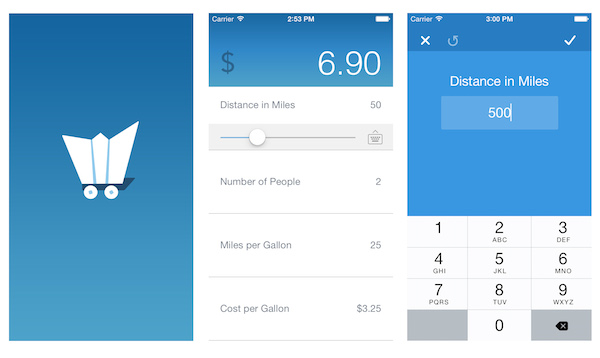 Carrier 2:53 PM
$ 6.90
Distance in Miles 50
Number of People 2
Miles per Gallon 25
Cost per Gallon $3.25
Carrier 3:00 PM
Distance in Miles
500
1 2 3
ABC DEF
4 5 6
GHI JKL MNO
7 8 9
PQRS TUV WXYZ
0